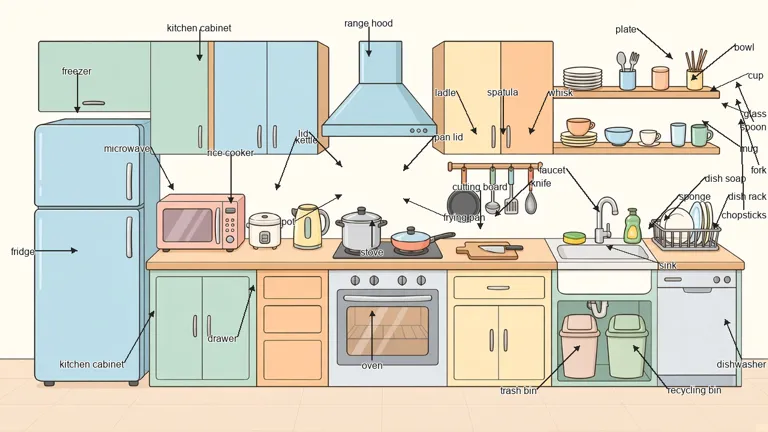 range hood
kitchen cabinet
plate
bowl
freezer
cup
ladle
spatula
whisk
glass
spoon
lid
kettle
pan lid
microwave
rice cooker
mug
faucet
fork
dish soap
knife
cutting board
sponge
dish rack
pot
frying pan
chopsticks
fridge
stove
sink
drawer
kitchen cabinet
oven
dishwasher
trash bin
recycling bin